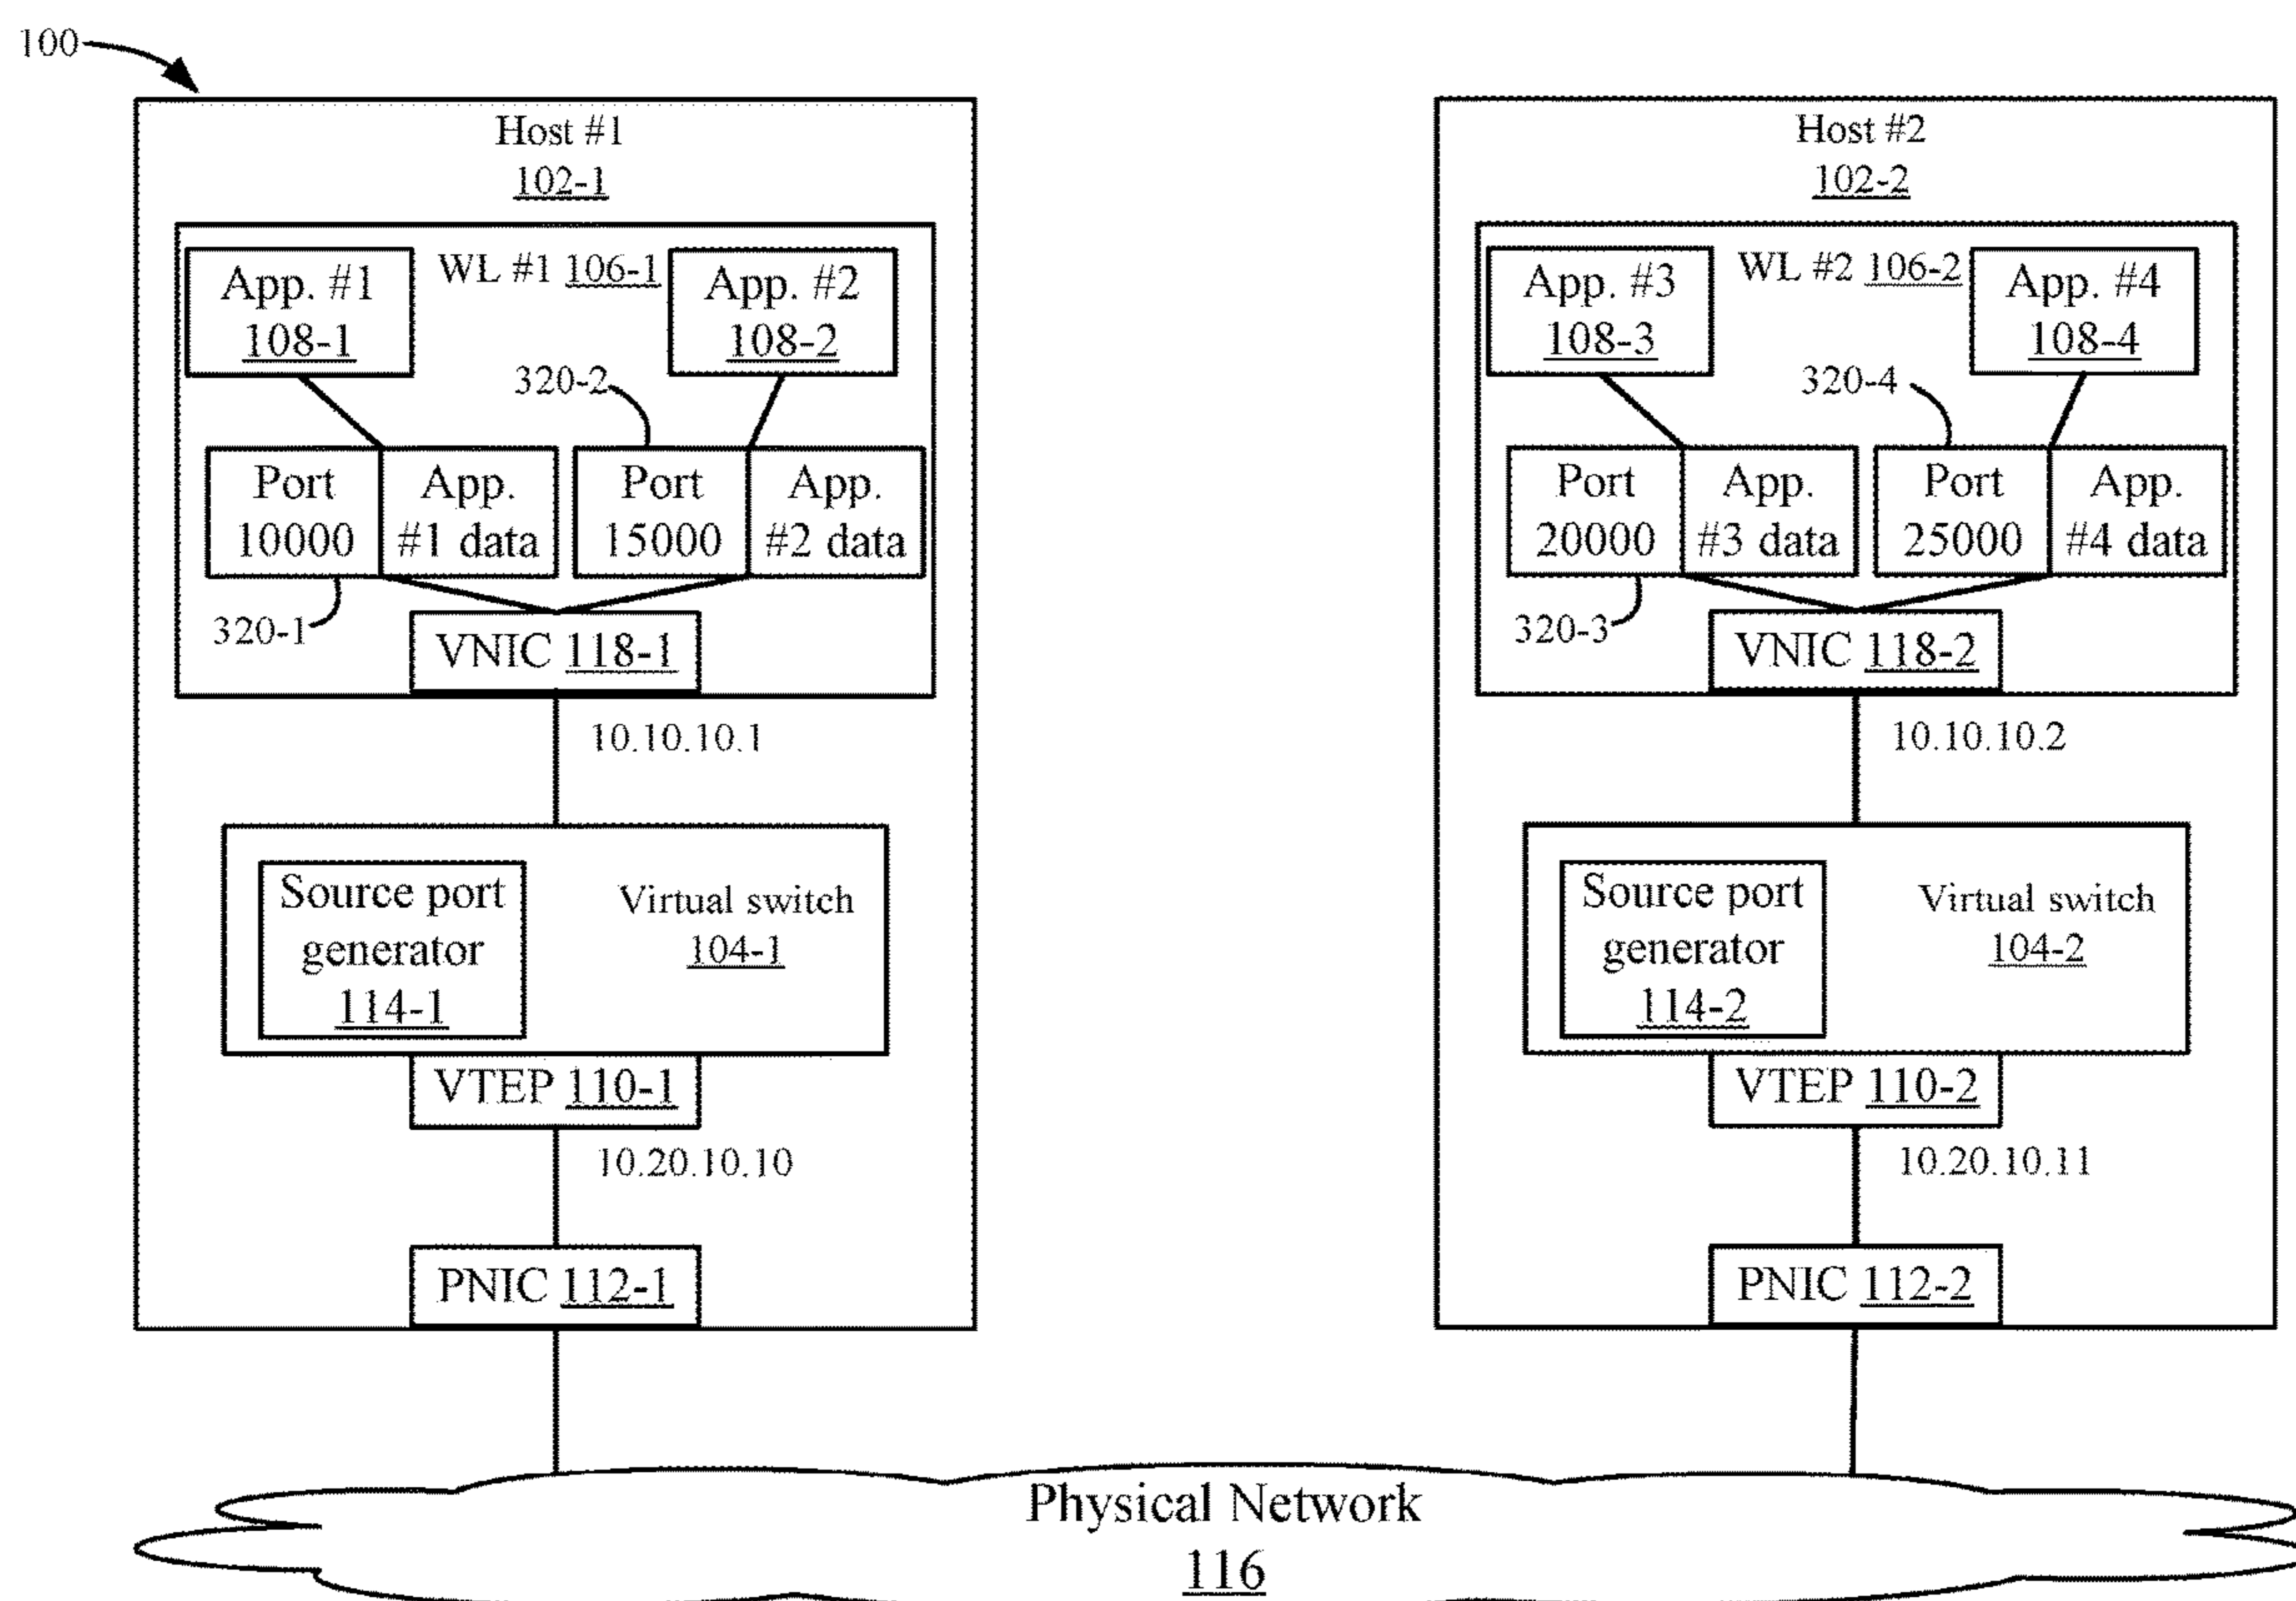 100
Host #1
102-1
App. #1
108-1
WL #1 106-1
App. #2
108-2
320-2
Port
10000
App.
#1 data
Port
15000
App.
#2 data
320-1
VNIC 118-1
10.10.10.1
Source port
generator
114-1
Virtual switch
104-1
VTEP 110-1
10.20.10.10
PNIC 112-1
Host #2
102-2
App. #3
108-3
WL #2 106-2
App. #4
108-4
320-4
Port
20000
App.
#3 data
Port
25000
App.
#4 data
320-3
VNIC 118-2
10.10.10.2
Source port
generator
114-2
Virtual switch
104-2
VTEP 110-2
10.20.10.11
PNIC 112-2
Physical Network
116